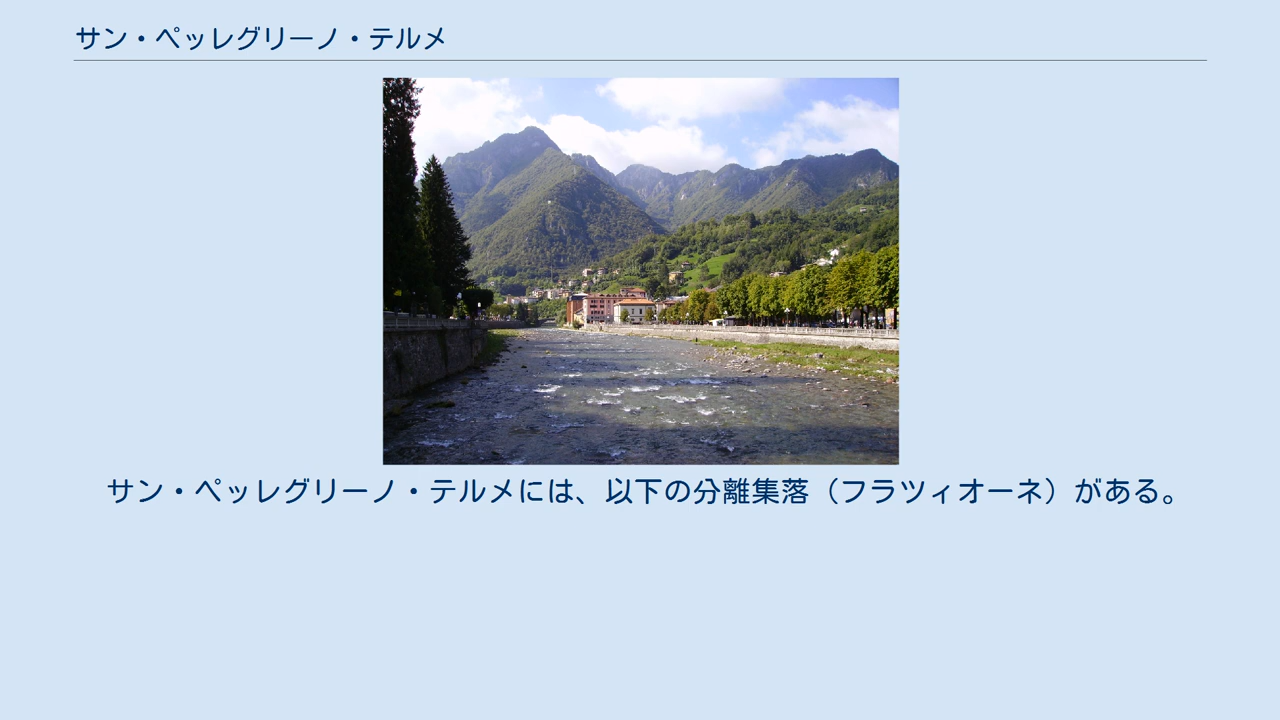 サン・ペッレグリーノ・テルメ
サン・ペッレグリーノ・テルメには、以下の分離集落（フラツィオーネ）がある。